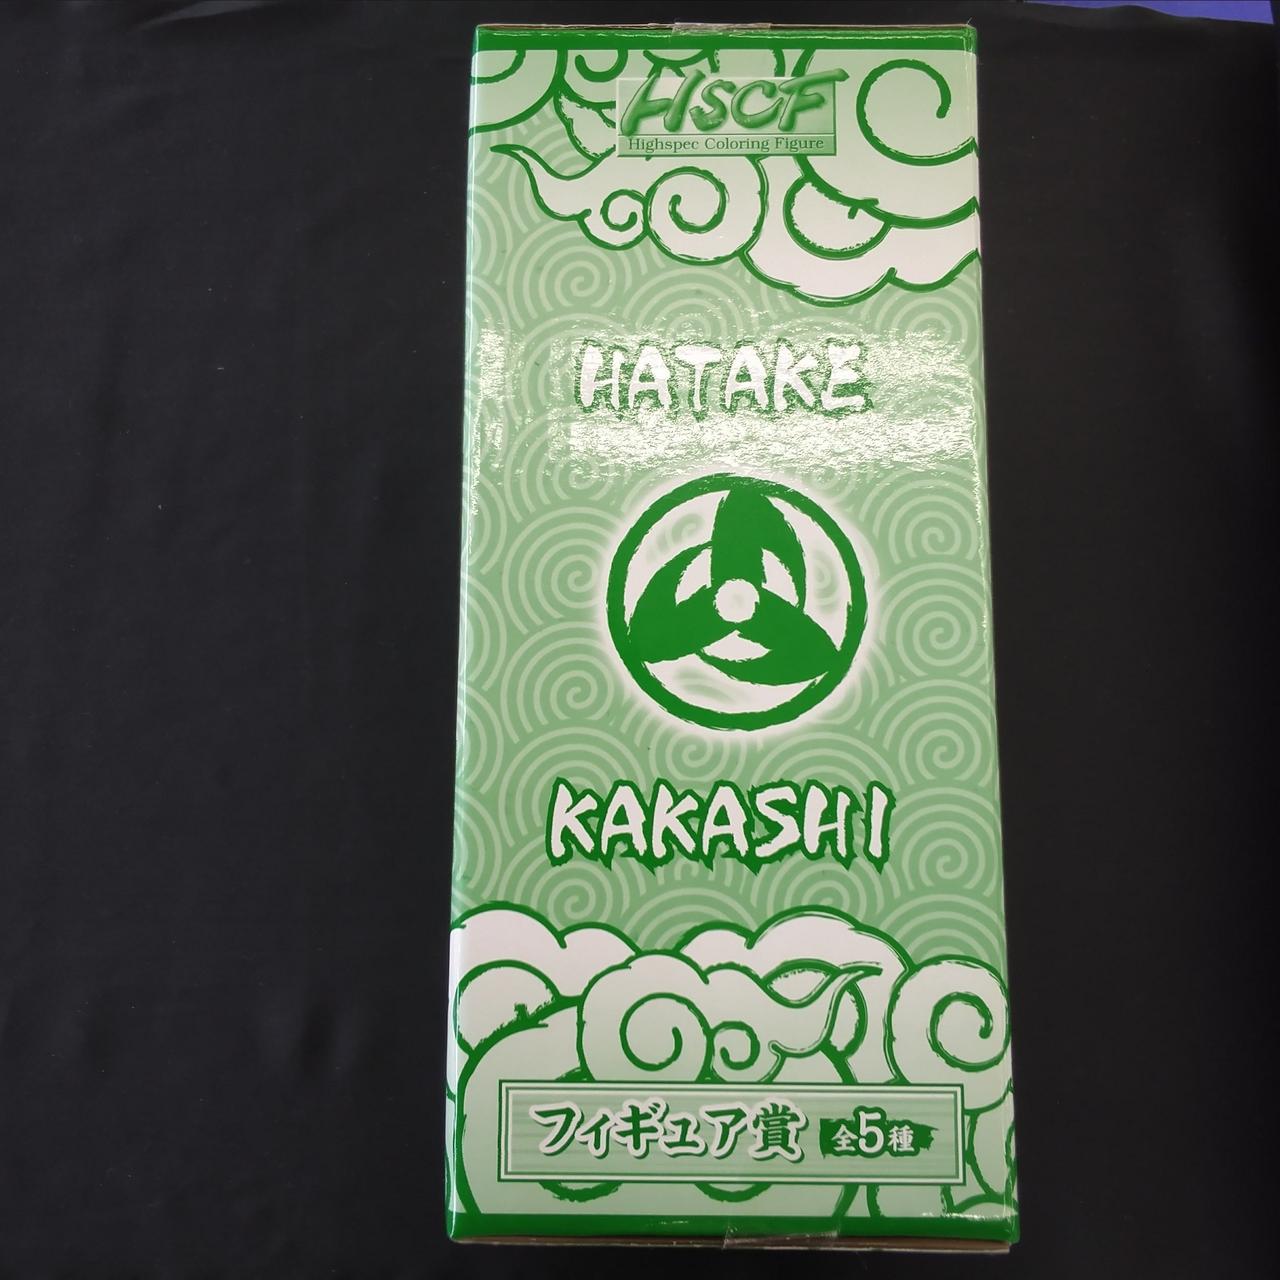 HSCF
Highspec Coloring Figure
HATAKE
KAKASHI
フィギュア賞 全5種